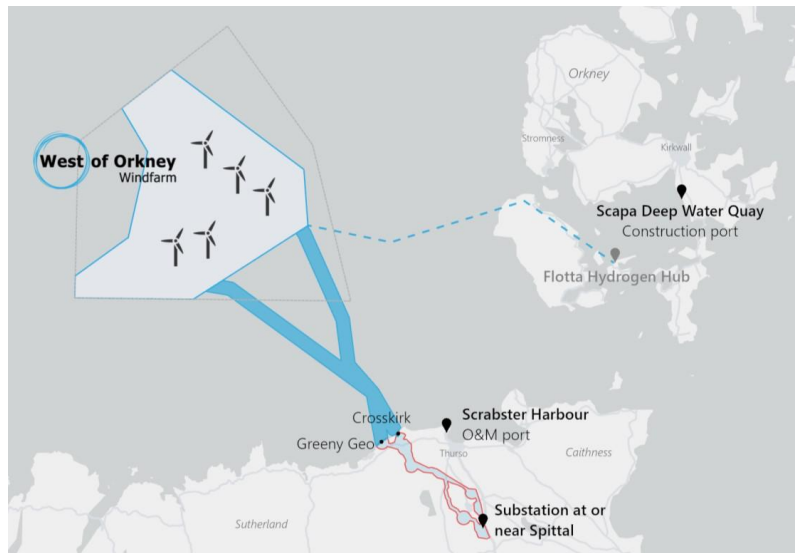 Orkney
Stromness
Kirkwall
West of Orkney
Windfarm
Scapa Deep Water Quay
Construction port
Flotta Hydrogen Hub
Crosskirk
Greeny Geo
Scrabster Harbour
O&M port
Thurso
Caithness
Sutherland
Substation at or
near Spittal